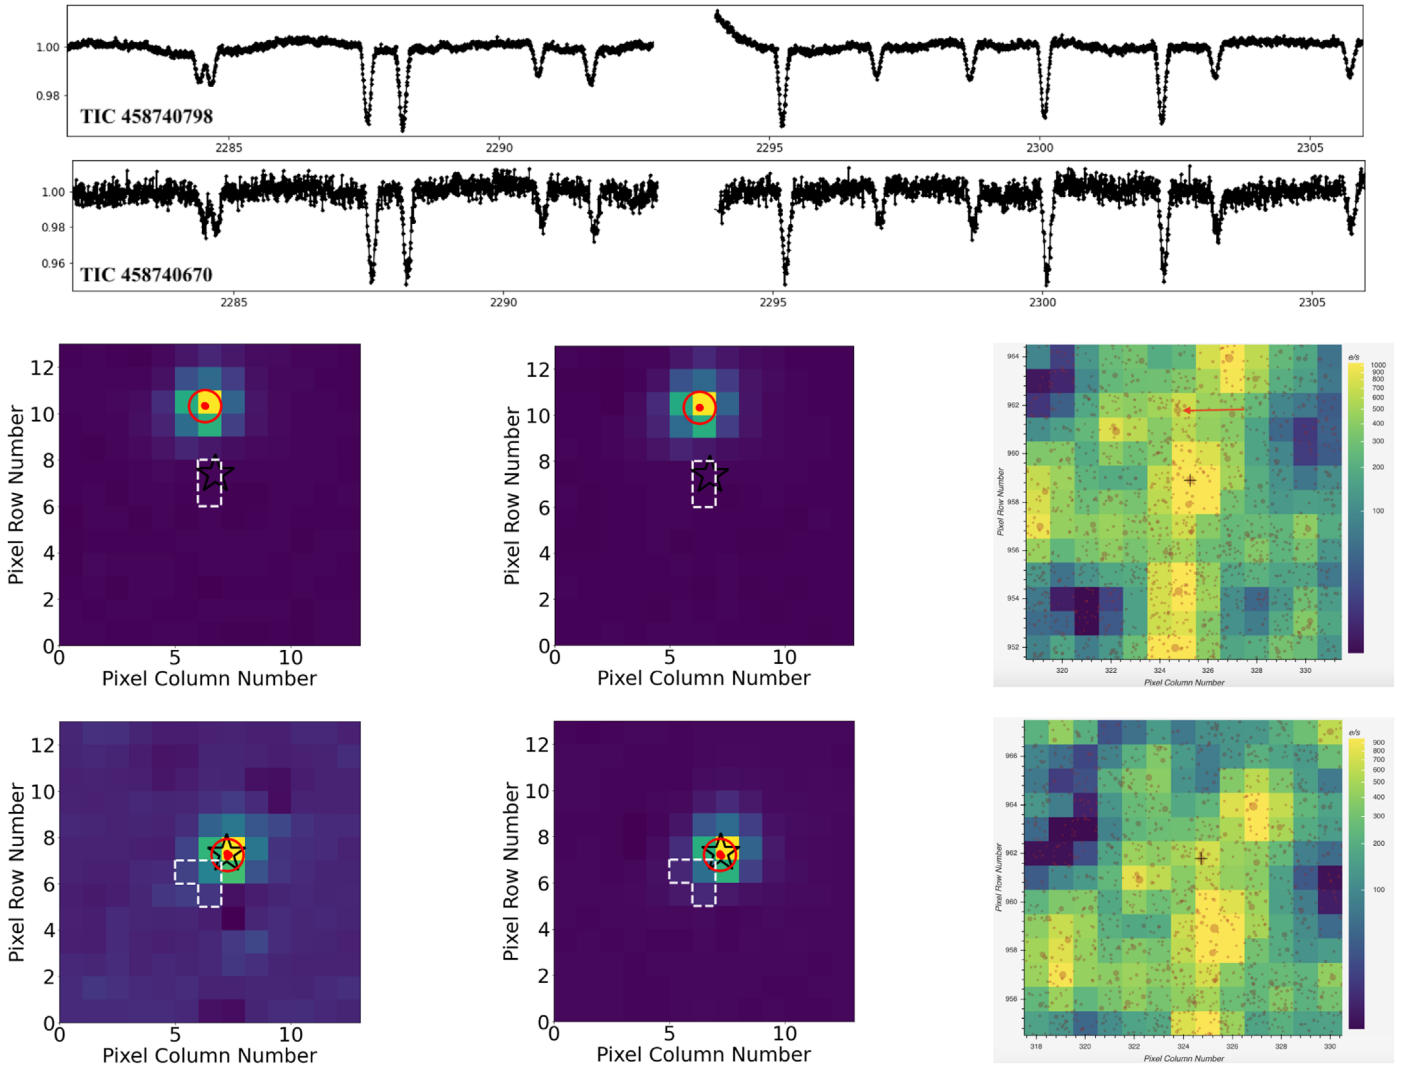 1.00
0.98
TIC 458740798
2285 2290 2295 2300 2305
1.00
0.98
0.96
TIC 458740670
2285 2290 2295 2300 2305
12
10
8
6
4
2
0
Pixel Row Number
0 5 10
Pixel Column Number
12
10
8
6
4
2
0
Pixel Row Number
0 5 10
Pixel Column Number
964
962
960
958
956
954
952
Pixel Row Number
320 322 324 326 328 330
Pixel Column Number
e/s
1000
900
800
700
600
500
400
300
200
100
12
10
8
6
4
2
0
Pixel Row Number
0 5 10
Pixel Column Number
12
10
8
6
4
2
0
Pixel Row Number
0 5 10
Pixel Column Number
966
964
962
960
958
956
Pixel Row Number
318 320 322 324 326 328 330
Pixel Column Number
e/s
900
800
700
600
500
400
300
200
100